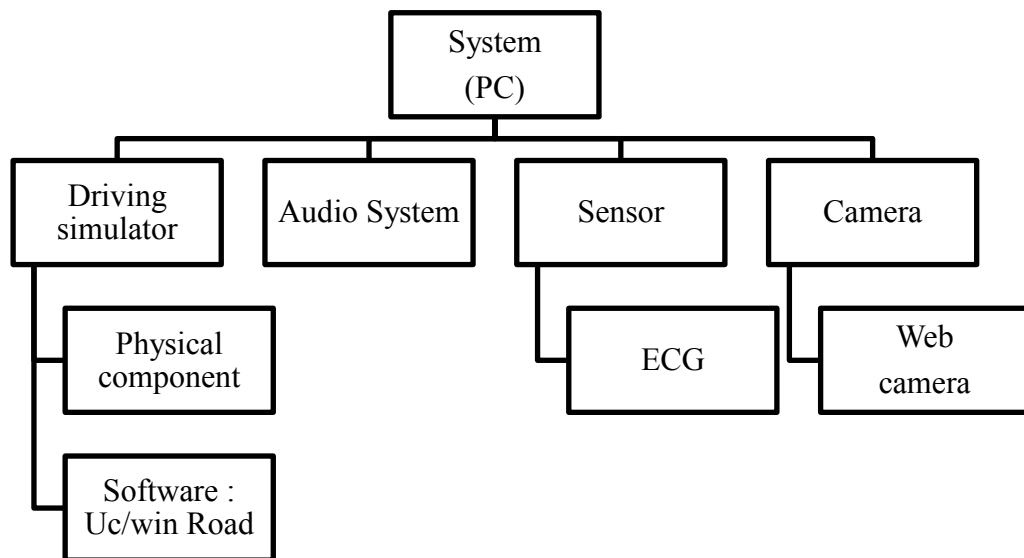 System
(PC)
Driving
simulator
Audio System
Sensor
Camera
Physical
component
ECG
Web
camera
Software :
Uc/win Road